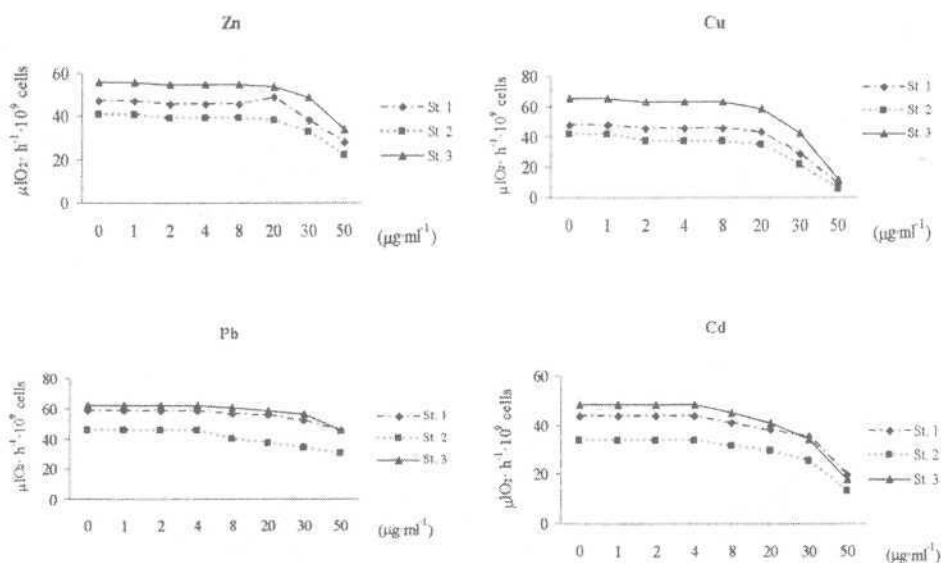 Zn
60
40
20
0
µlO₂· h⁻¹ ·10⁹ cells
0 1 2 4 8 20 30 50 (µg·ml⁻¹)
St. 1
St. 2
St. 3
Cu
80
60
40
20
0
µlO₂· h⁻¹ ·10⁹ cells
0 1 2 4 8 20 30 50 (µg·ml⁻¹)
St. 1
St. 2
St. 3
Pb
80
60
40
20
0
µlO₂· h⁻¹ ·10⁹ cells
0 1 2 4 8 20 30 50 (µg·ml⁻¹)
St. 1
St. 2
St. 3
Cd
60
40
20
0
µlO₂· h⁻¹ ·10⁹ cells
0 1 2 4 8 20 30 50 (µg·ml⁻¹)
St. 1
St. 2
St. 3